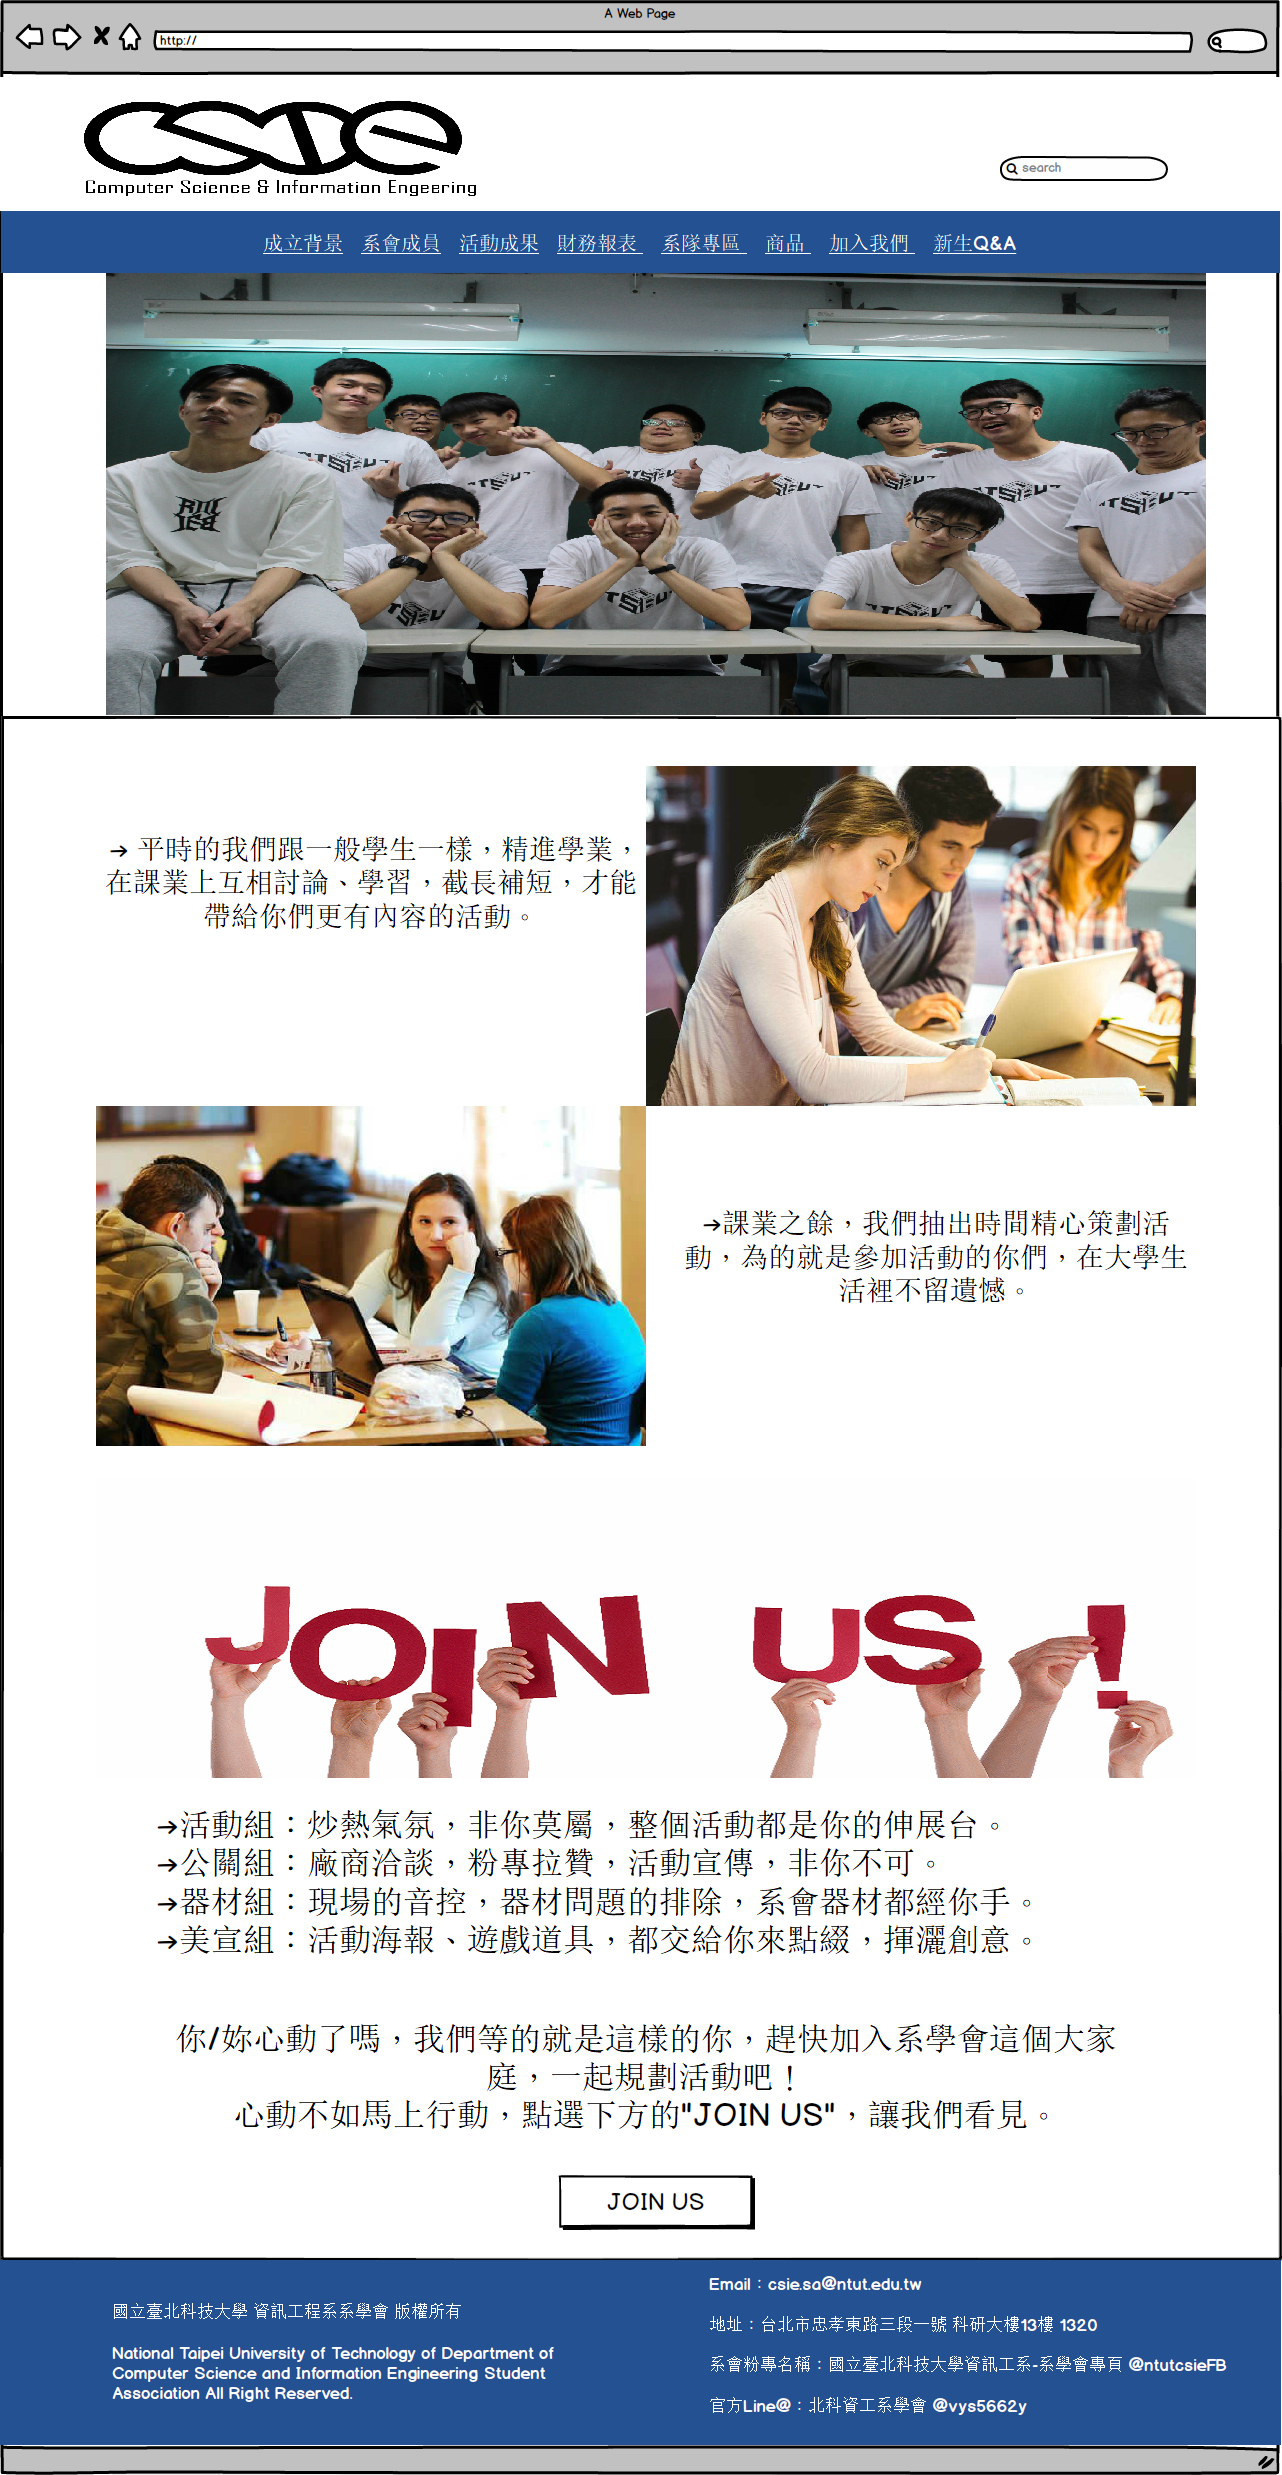 A Web Page
http://
CSIE
Computer Science & Information Engeering
search
成立背景 系會成員 活動成果 財務報表 系隊專區 商品 加入我們 新生Q&A
➔ 平時的我們跟一般學生一樣，精進學業，
在課業上互相討論、學習，截長補短，才能
帶給你們更有內容的活動。
➔課業之餘，我們抽出時間精心策劃活
動，為的就是參加活動的你們，在大學生
活裡不留遺憾。
JOIN US !
➔活動組：炒熱氣氛，非你莫屬，整個活動都是你的伸展台。
➔公關組：廠商洽談，粉專拉贊，活動宣傳，非你不可。
➔器材組：現場的音控，器材問題的排除，系會器材都經你手。
➔美宣組：活動海報、遊戲道具，都交給你來點綴，揮灑創意。
你/妳心動了嗎，我們等的就是這樣的你，趕快加入系學會這個大家
庭，一起規劃活動吧！
心動不如馬上行動，點選下方的"JOIN US"，讓我們看見。
JOIN US
國立臺北科技大學 資訊工程系系學會 版權所有
National Taipei University of Technology of Department of
Computer Science and Information Engineering Student
Association All Right Reserved.
Email：csie.sa@ntut.edu.tw
地址：台北市忠孝東路三段一號 科研大樓13樓 1320
系會粉專名稱：國立臺北科技大學資訊工系-系學會專頁 @ntutcsieFB
官方Line@：北科資工系學會 @vys5662y